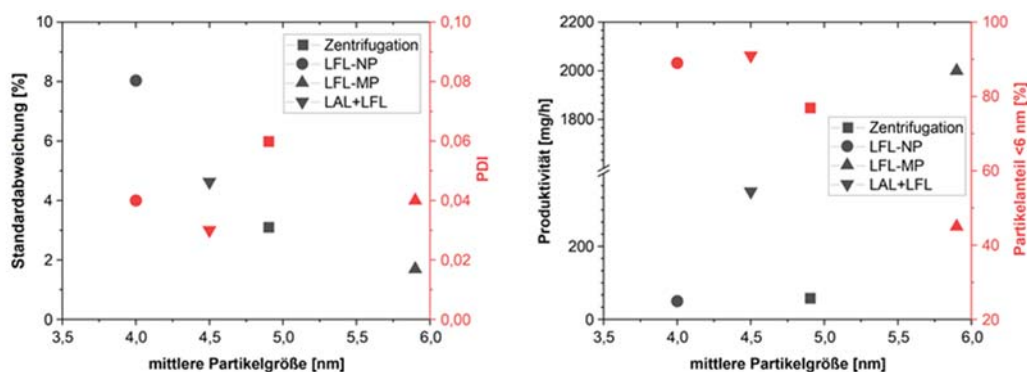 10
8
6
4
2
0
Standardabweichung [%]
Zentrifugation
LFL-NP
LFL-MP
LAL+LFL
0,10
0,08
0,06
0,04
0,02
0,00
PDI
3,5 4,0 4,5 5,0 5,5 6,0
mittlere Partikelgröße [nm]
2200
2000
1800
200
0
Produktivität [mg/h]
Zentrifugation
LFL-NP
LFL-MP
LAL+LFL
100
80
60
40
20
Partikelanteil <6 nm [%]
3,5 4,0 4,5 5,0 5,5 6,0
mittlere Partikelgröße [nm]